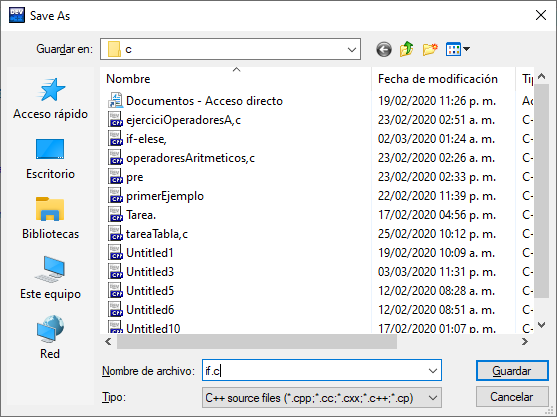 Save As
Guardar en: c
Nombre Fecha de modificación Tip
Documentos - Acceso directo 19/02/2020 11:26 p. m. Ac
ejerciciOperadoresA,c 23/02/2020 02:51 a. m. C-
if-elese, 02/03/2020 01:24 a. m. C-
operadoresAritmeticos,c 23/02/2020 02:26 a. m. C-
pre 23/02/2020 02:33 p. m. C-
primerEjemplo 22/02/2020 11:39 p. m. C-
Tarea. 17/02/2020 04:56 p. m. C-
tareaTabla,c 25/02/2020 10:12 p. m. C-
Untitled1 19/02/2020 10:09 a. m. C-
Untitled3 03/03/2020 11:31 p. m. C-
Untitled5 12/02/2020 08:28 a. m. C-
Untitled6 12/02/2020 08:51 a. m. C-
Untitled10 17/02/2020 01:07 p. m. C-
Acceso rápido
Escritorio
Bibliotecas
Este equipo
Red
Nombre de archivo: if.c Guardar
Tipo: C++ source files (*.cpp;*.cc;*.cxx;*.c++;*.cp) Cancelar